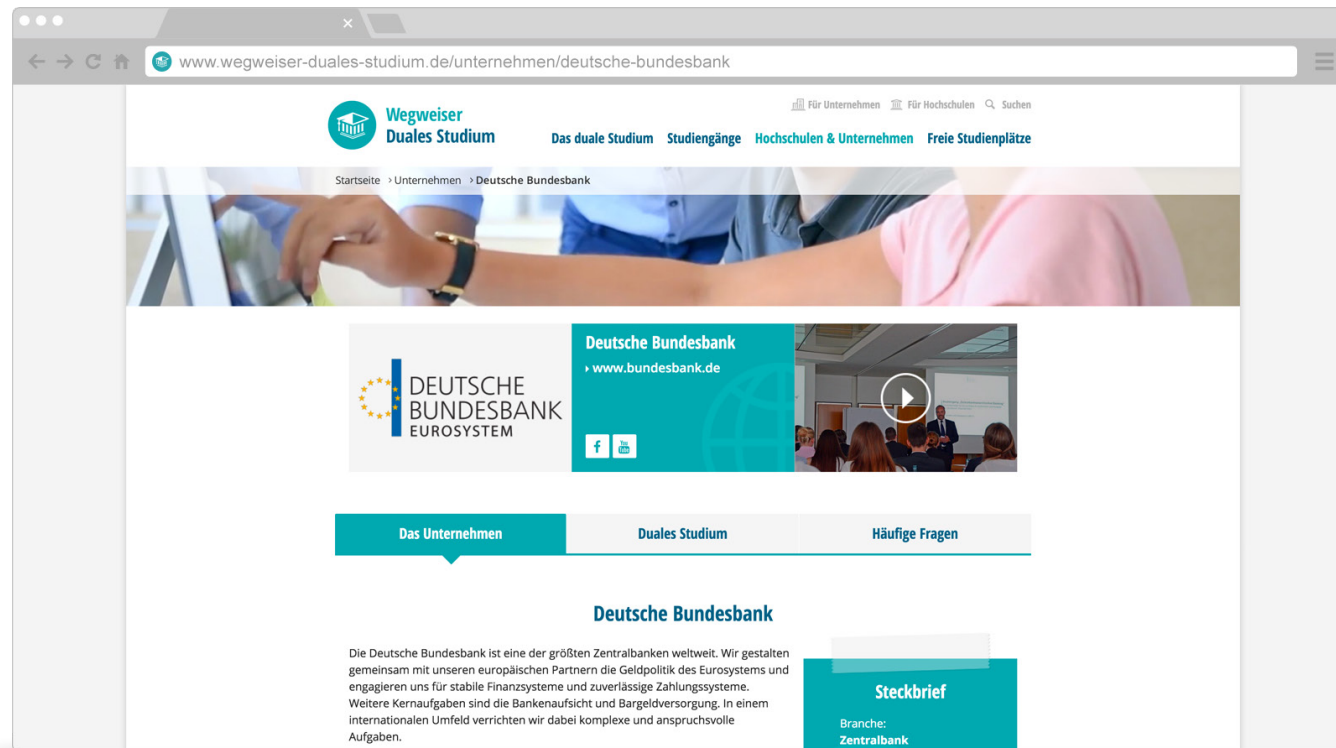 www.wegweiser-duales-studium.de/unternehmen/deutsche-bundesbank
Für Unternehmen Für Hochschulen Suchen
Wegweiser
Duales Studium
Das duale Studium Studiengänge Hochschulen & Unternehmen Freie Studienplätze
Startseite › Unternehmen › Deutsche Bundesbank
DEUTSCHE
BUNDESBANK
EUROSYSTEM
Deutsche Bundesbank
www.bundesbank.de
f You Tube
Das Unternehmen Duales Studium Häufige Fragen
Deutsche Bundesbank
Die Deutsche Bundesbank ist eine der größten Zentralbanken weltweit. Wir gestalten
gemeinsam mit unseren europäischen Partnern die Geldpolitik des Eurosystems und
engagieren uns für stabile Finanzsysteme und zuverlässige Zahlungssysteme.
Weitere Kernaufgaben sind die Bankenaufsicht und Bargeldversorgung. In einem
internationalen Umfeld verrichten wir dabei komplexe und anspruchsvolle
Aufgaben.
Steckbrief
Branche:
Zentralbank